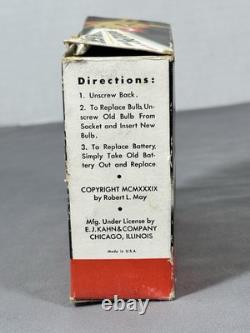 Directions:
1. Unscrew Back.
2. To Replace Bulb, Un-
screw Old Bulb From
Socket and Insert New
Bulb.
3. To Replace Battery,
Simply Take Old Bat-
tery Out and Replace.
COPYRIGHT MCMXXXIX
by Robert L. May
Mfg. Under License by
E. J. KAHN & COMPANY
CHICAGO, ILLINOIS
Made in U.S.A.